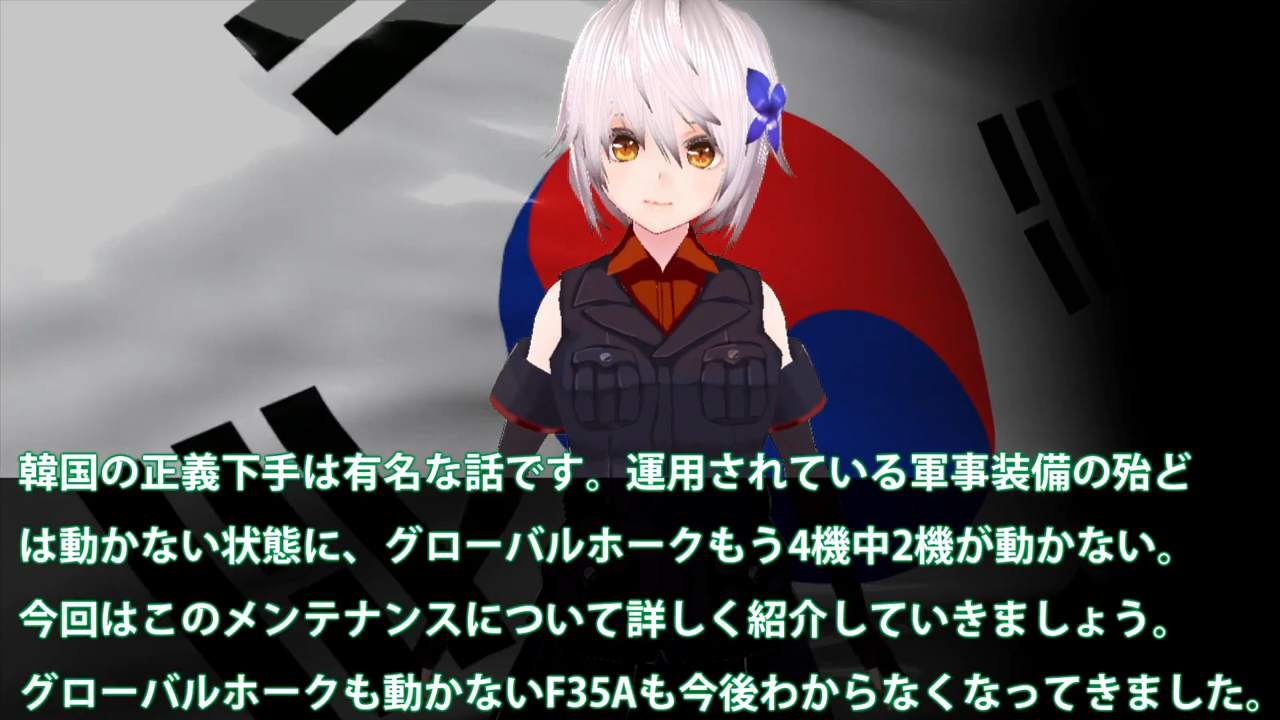 韓国の正義下手は有名な話です。運用されている軍事装備の殆ど
は動かない状態に、グローバルホークもう4機中2機が動かない。
今回はこのメンテナンスについて詳しく紹介していきましょう。
グローバルホークも動かないF35Aも今後わからなくなってきました。